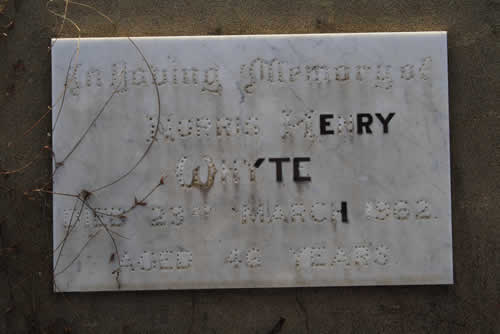 In Loving Memory of
NORRIS HENRY
WHYTE
DIED 23RD MARCH 1962.
AGED 46 YEARS